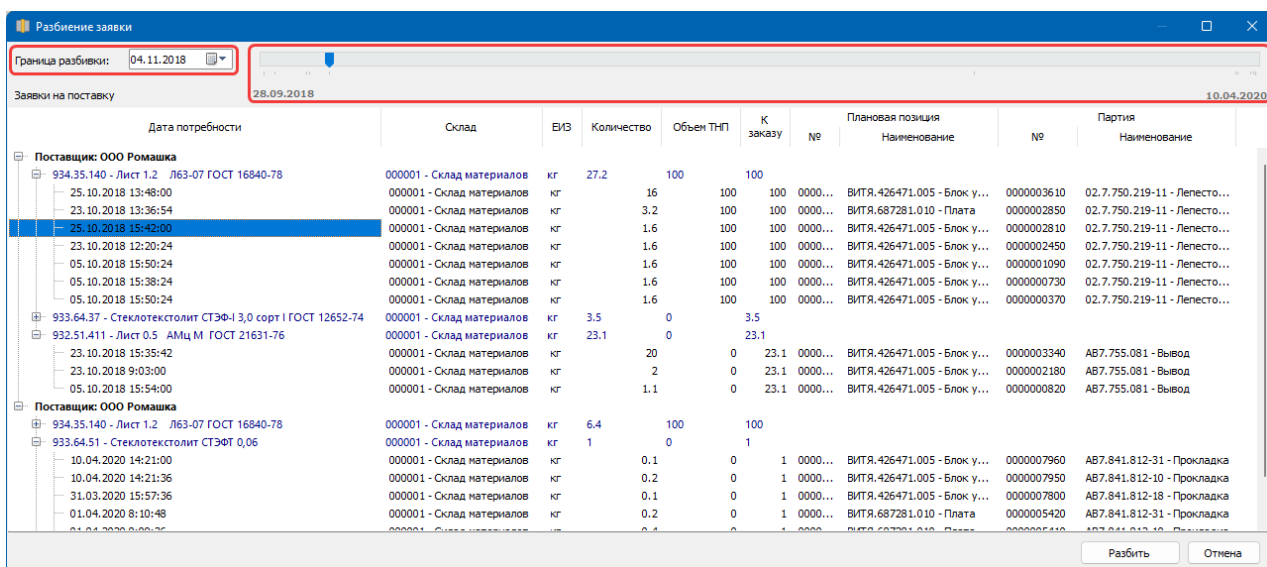 Разбиение заявки
Граница разбивки: 04.11.2018
Заявки на поставку 28.09.2018 10.04.2020
Дата потребности Склад ЕИЗ Количество Объем ТНП К заказу Плановая позиция Партия
№ Наименование № Наименование
Поставщик: ООО Ромашка
934.35.140 - Лист 1.2 Л63-07 ГОСТ 16840-78 000001 - Склад материалов кг 27.2 100 100
25.10.2018 13:48:00 000001 - Склад материалов кг 16 100 100 0000... ВИТЯ.426471.005 - Блок у... 0000003610 02.7.750.219-11 - Лепесто...
23.10.2018 13:36:54 000001 - Склад материалов кг 3.2 100 100 0000... ВИТЯ.687281.010 - Плата 0000002850 02.7.750.219-11 - Лепесто...
25.10.2018 15:42:00 000001 - Склад материалов кг 1.6 100 100 0000... ВИТЯ.426471.005 - Блок у... 0000002810 02.7.750.219-11 - Лепесто...
23.10.2018 12:20:24 000001 - Склад материалов кг 1.6 100 100 0000... ВИТЯ.426471.005 - Блок у... 0000002450 02.7.750.219-11 - Лепесто...
05.10.2018 15:50:24 000001 - Склад материалов кг 1.6 100 100 0000... ВИТЯ.426471.005 - Блок у... 0000001090 02.7.750.219-11 - Лепесто...
05.10.2018 15:38:24 000001 - Склад материалов кг 1.6 100 100 0000... ВИТЯ.426471.005 - Блок у... 0000000730 02.7.750.219-11 - Лепесто...
05.10.2018 15:50:24 000001 - Склад материалов кг 1.6 100 100 0000... ВИТЯ.426471.005 - Блок у... 0000000370 02.7.750.219-11 - Лепесто...
933.64.37 - Стеклотекстолит СТЭФ-I 3,0 сорт I ГОСТ 12652-74 000001 - Склад материалов кг 3.5 0 3.5
932.51.411 - Лист 0.5 АМц М ГОСТ 21631-76 000001 - Склад материалов кг 23.1 0 23.1
23.10.2018 15:35:42 000001 - Склад материалов кг 20 0 23.1 0000... ВИТЯ.426471.005 - Блок у... 0000003340 АВ7.755.081 - Вывод
23.10.2018 9:03:00 000001 - Склад материалов кг 2 0 23.1 0000... ВИТЯ.426471.005 - Блок у... 0000002180 АВ7.755.081 - Вывод
05.10.2018 15:54:00 000001 - Склад материалов кг 1.1 0 23.1 0000... ВИТЯ.426471.005 - Блок у... 0000000820 АВ7.755.081 - Вывод
Поставщик: ООО Ромашка
934.35.140 - Лист 1.2 Л63-07 ГОСТ 16840-78 000001 - Склад материалов кг 6.4 100 100
933.64.51 - Стеклотекстолит СТЭФТ 0,06 000001 - Склад материалов кг 1 0 1
10.04.2020 14:21:00 000001 - Склад материалов кг 0.1 0 1 0000... ВИТЯ.426471.005 - Блок у... 0000007960 АВ7.841.812-31 - Прокладка
10.04.2020 14:21:36 000001 - Склад материалов кг 0.2 0 1 0000... ВИТЯ.426471.005 - Блок у... 0000007950 АВ7.841.812-10 - Прокладка
31.03.2020 15:57:36 000001 - Склад материалов кг 0.1 0 1 0000... ВИТЯ.426471.005 - Блок у... 0000007800 АВ7.841.812-18 - Прокладка
01.04.2020 8:10:48 000001 - Склад материалов кг 0.2 0 1 0000... ВИТЯ.687281.010 - Плата 0000005420 АВ7.841.812-31 - Прокладка
Разбить Отмена